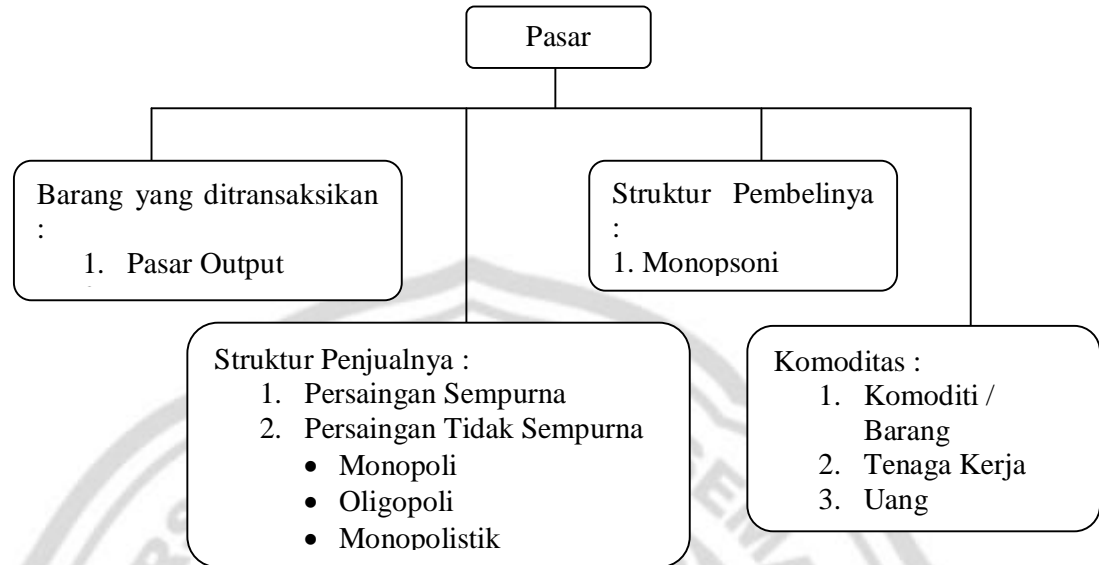 Pasar
Barang yang ditransaksikan
:
1. Pasar Output
Struktur Pembelinya
:
1. Monopsoni
Struktur Penjualnya :
1. Persaingan Sempurna
2. Persaingan Tidak Sempurna
• Monopoli
• Oligopoli
• Monopolistik
Komoditas :
1. Komoditi /
Barang
2. Tenaga Kerja
3. Uang